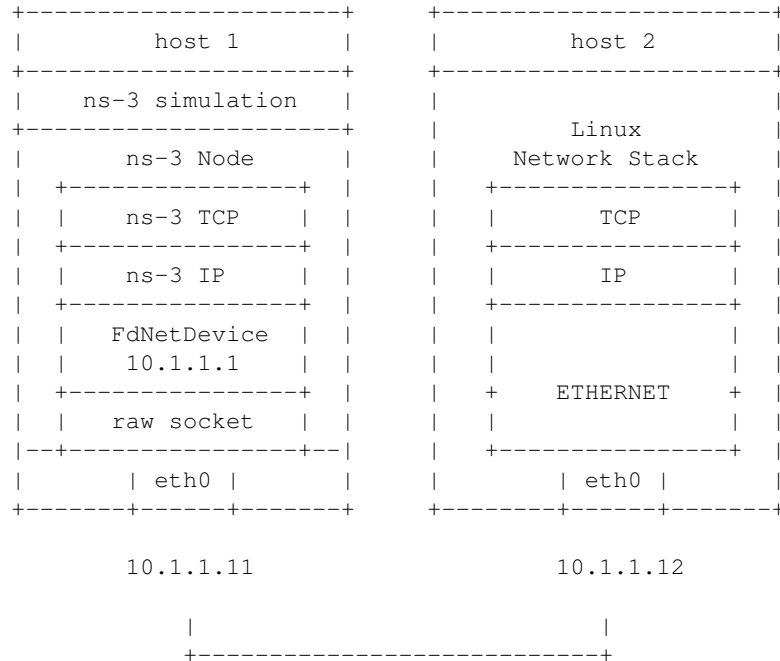 host 1 host 2
ns-3 simulation
Linux
ns-3 Node Network Stack
ns-3 TCP TCP
ns-3 IP IP
FdNetDevice
10.1.1.1
ETHERNET
raw socket
eth0 eth0
10.1.1.11 10.1.1.12